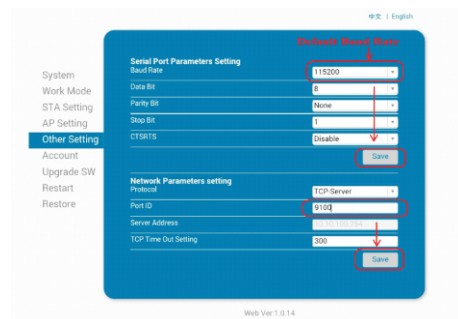 中文 | English
Default Baud Rate
Serial Port Parameters Setting
Baud Rate 115200
Data Bit 8
Parity Bit None
Stop Bit 1
CTSRTS Disable
Save
System
Work Mode
STA Setting
AP Setting
Other Setting
Account
Upgrade SW
Restart
Restore
Network Parameters setting
Protocol TCP-Server
Port ID 9100
Server Address
TCP Time Out Setting 300
Save
Web Ver:1.0.14